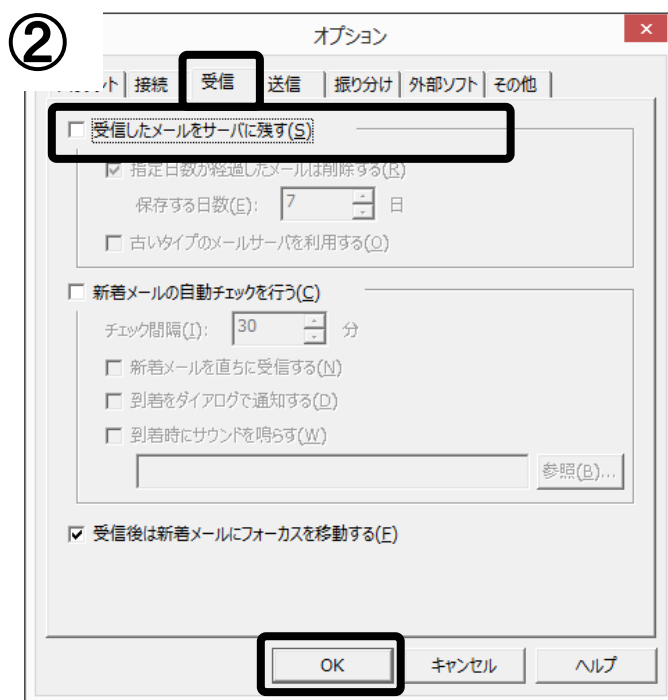 ②
オプション
接続 受信 送信 振り分け 外部ソフト その他
受信したメールをサーバに残す(S)
指定日数が経過したメールは削除する(R)
保存する日数(E): 7 日
古いタイプのメールサーバを利用する(O)
新着メールの自動チェックを行う(C)
チェック間隔(I): 30 分
新着メールを直ちに受信する(N)
到着をダイアログで通知する(D)
到着時にサウンドを鳴らす(W)
参照(B)...
受信後は新着メールにフォーカスを移動する(F)
OK キャンセル ヘルプ